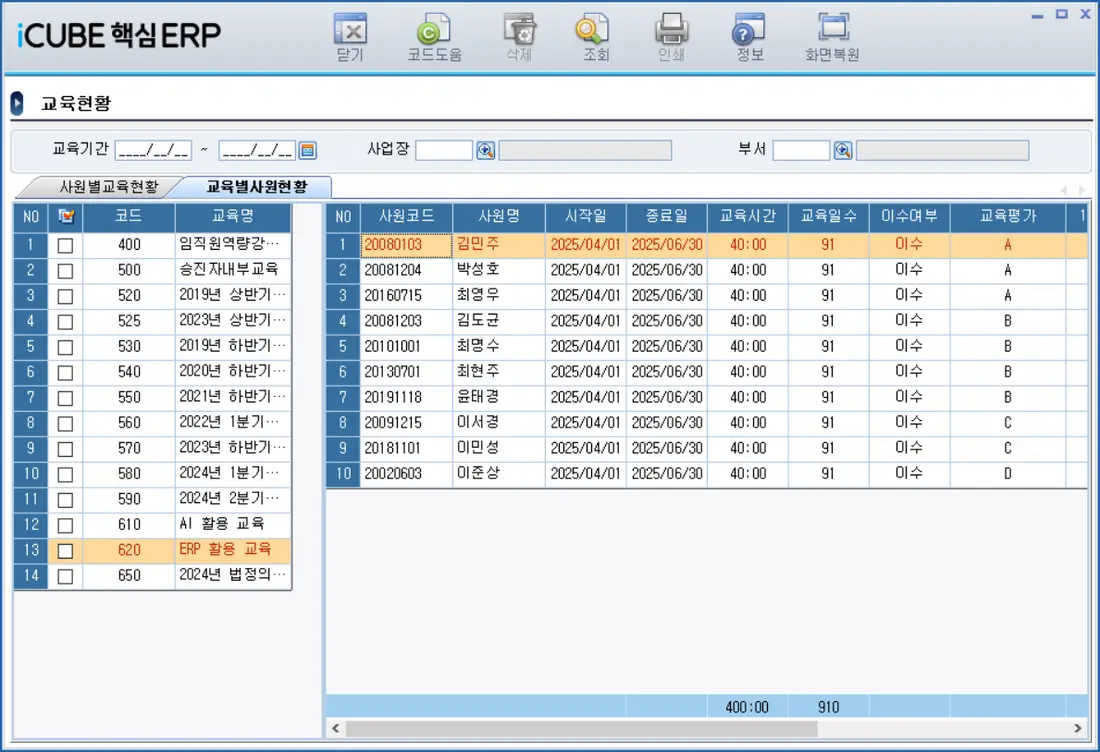 iCUBE 핵심ERP
닫기 코드도움 삭제 조회 인쇄 정보 화면복원
교육현황
교육기간 ____/__/__ ~ ____/__/__ 사업장 부서
사원별교육현황 교육별사원현황
NO 코드 교육명
1 400 임직원역량강…
2 500 승진자내부교육
3 520 2019년 상반기…
4 525 2023년 상반기…
5 530 2019년 하반기…
6 540 2020년 하반기…
7 550 2021년 하반기…
8 560 2022년 1분기…
9 570 2023년 하반기…
10 580 2024년 1분기…
11 590 2024년 2분기…
12 610 AI 활용 교육
13 620 ERP 활용 교육
14 650 2024년 법정의…
NO 사원코드 사원명 시작일 종료일 교육시간 교육일수 이수여부 교육평가 1
1 20080103 김민주 2025/04/01 2025/06/30 40:00 91 이수 A
2 20081204 박성호 2025/04/01 2025/06/30 40:00 91 이수 A
3 20160715 최영우 2025/04/01 2025/06/30 40:00 91 이수 A
4 20081203 김도균 2025/04/01 2025/06/30 40:00 91 이수 B
5 20101001 최명수 2025/04/01 2025/06/30 40:00 91 이수 B
6 20130701 최현주 2025/04/01 2025/06/30 40:00 91 이수 B
7 20191118 윤태경 2025/04/01 2025/06/30 40:00 91 이수 B
8 20091215 이서경 2025/04/01 2025/06/30 40:00 91 이수 C
9 20181101 이민성 2025/04/01 2025/06/30 40:00 91 이수 C
10 20020603 이준상 2025/04/01 2025/06/30 40:00 91 이수 D
400:00 910